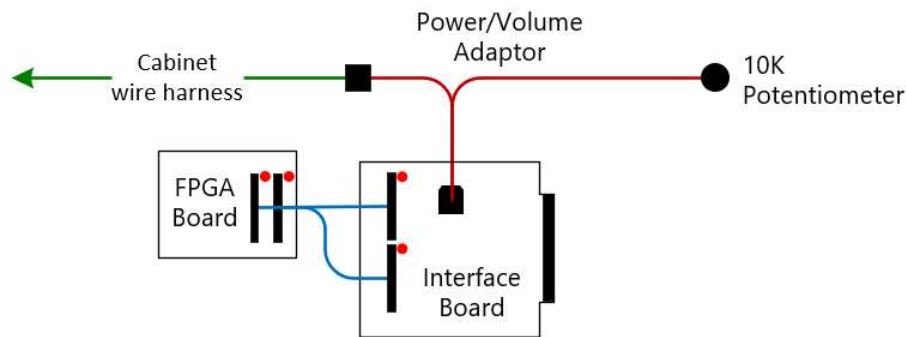 Power/Volume
Adaptor
Cabinet
wire harness
10K
Potentiometer
FPGA
Board
Interface
Board